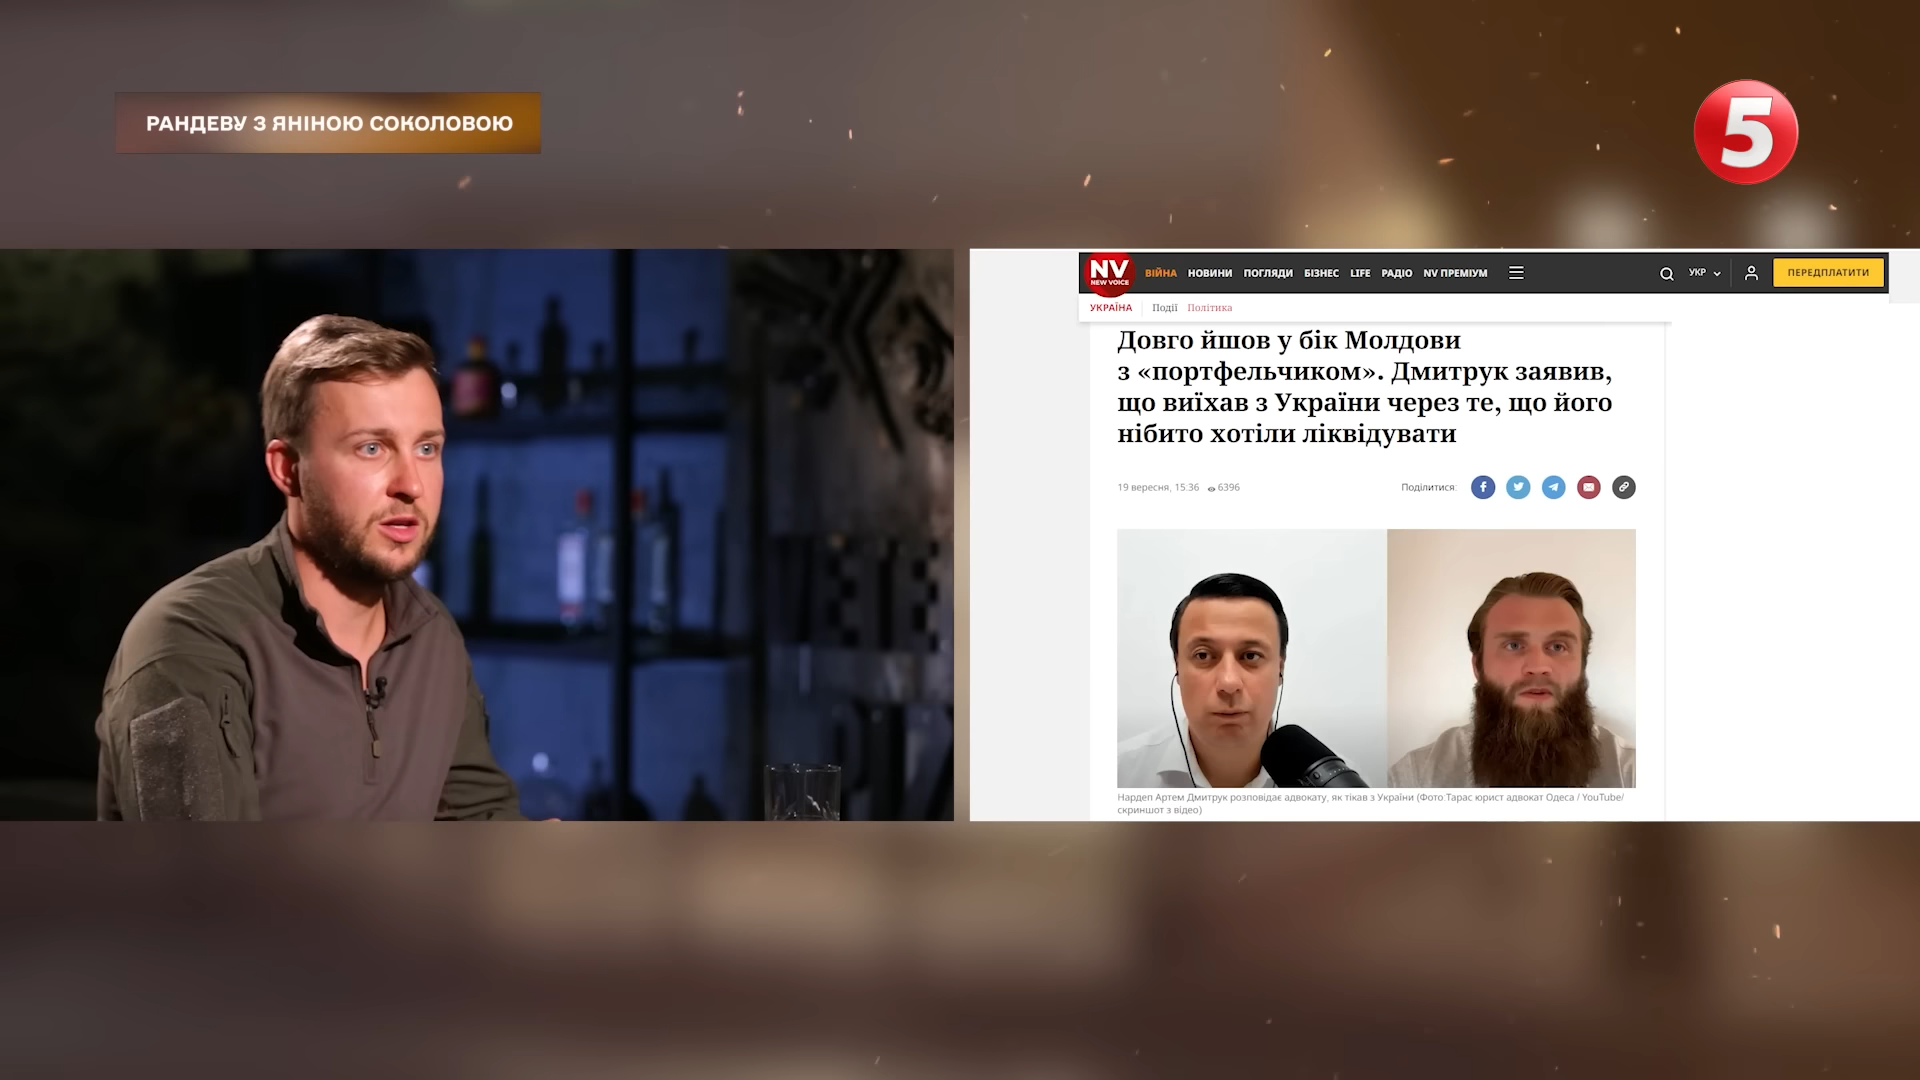 РАНДЕВУ З ЯНІНОЮ СОКОЛОВОЮ
5
NV
NEW VOICE
ВІЙНА НОВИНИ ПОГЛЯДИ БІЗНЕС LIFE РАДІО NV ПРЕМІУМ
УКР
ПЕРЕДПЛАТИТИ
УКРАЇНА Події Політика
Довго йшов у бік Молдови
з «портфельчиком». Дмитрук заявив,
що виїхав з України через те, що його
нібито хотіли ліквідувати
19 вересня, 15:36 6396
Поділитися:
Нардеп Артем Дмитрук розповідає адвокату, як тікав з України (Фото:Тарас юрист адвокат Одеса / YouTube/
скриншот з відео)